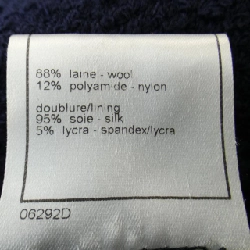 88% laine - wool
12% polyamide - nylon
doublure/lining
95% soie - silk
5% lycra - spandex/lycra
06292D